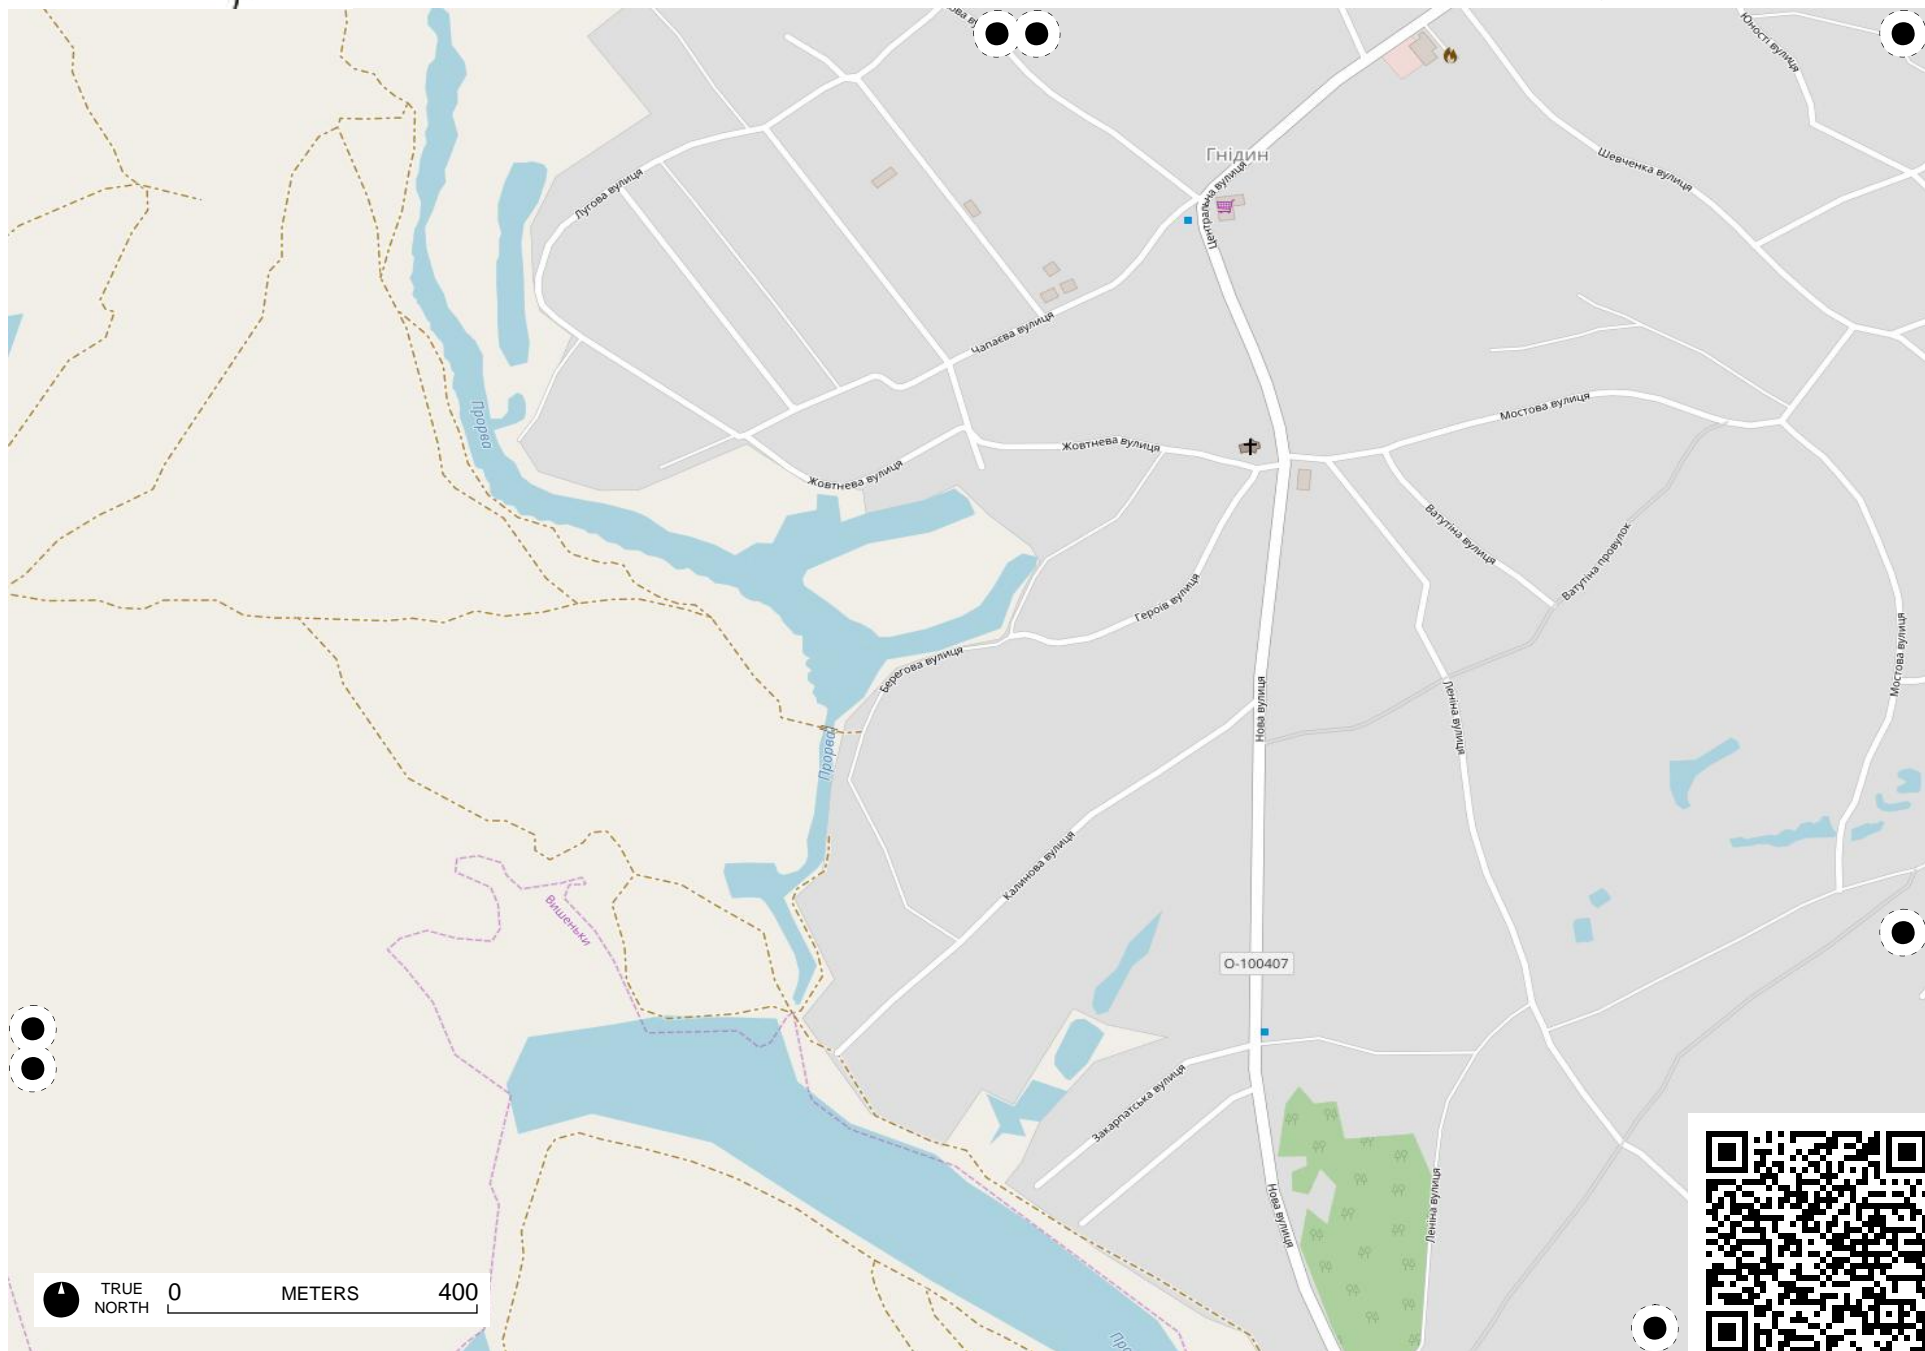 Юності вулиця
Гнідин
Шевченка вулиця
Центральна вулиця
Лугова вулиця
Чапаєва вулиця
Мостова вулиця
Прорва
Жовтнева вулиця
Жовтнева вулиця
Ватутіна вулиця
Ватутіна провулок
Героїв вулиця
Берегова вулиця
Мостова вулиця
Нова вулиця
Леніна вулиця
Прорва
Калинова вулиця
Вишеньки
О-100407
Закарпатська вулиця
Нова вулиця
Леніна вулиця
TRUE
NORTH
0 METERS 400